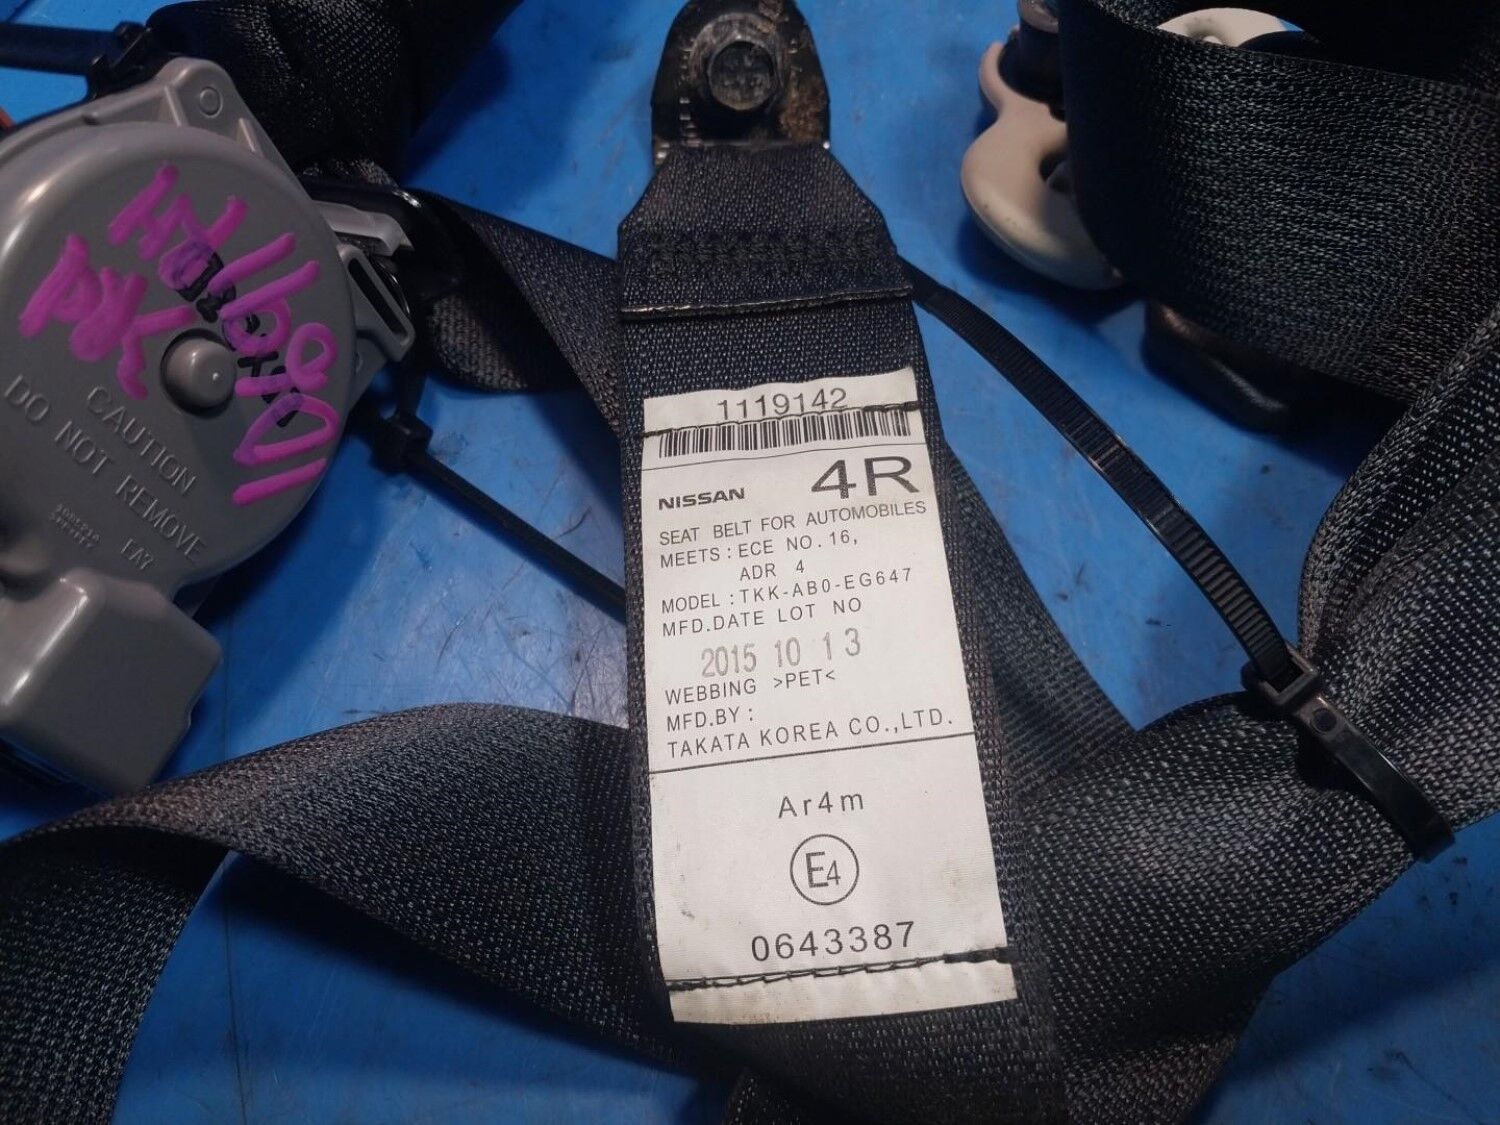 CAUTION
DO NOT REMOVE
EA7
1119142
NISSAN 4R
SEAT BELT FOR AUTOMOBILES
MEETS : ECE NO. 16,
ADR 4
MODEL : TKK-AB0-EG647
MFD.DATE LOT NO
2015 10 13
WEBBING >PET<
MFD.BY :
TAKATA KOREA CO.,LTD.
Ar4m
E4
0643387